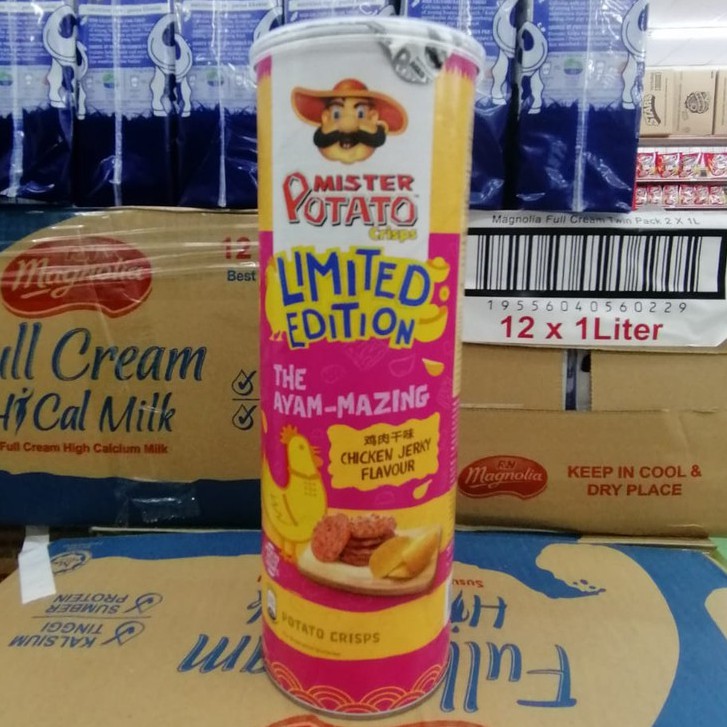 MISTER
POTATO
Crisps
LIMITED
EDITION
THE
AYAM-MAZING
鸡肉干味
CHICKEN JERKY
FLAVOUR
POTATO CRISPS
Magnolia
12
Best
ull Cream
Hi Cal Milk
Full Cream High Calcium Milk
Magnolia Full Cream Twin Pack 2 X 1L
19556040560229
12 x 1Liter
F&N
Magnolia
KEEP IN COOL &
DRY PLACE
KALSIUM
TINGGI
SUMBER
PROTEIN
Full